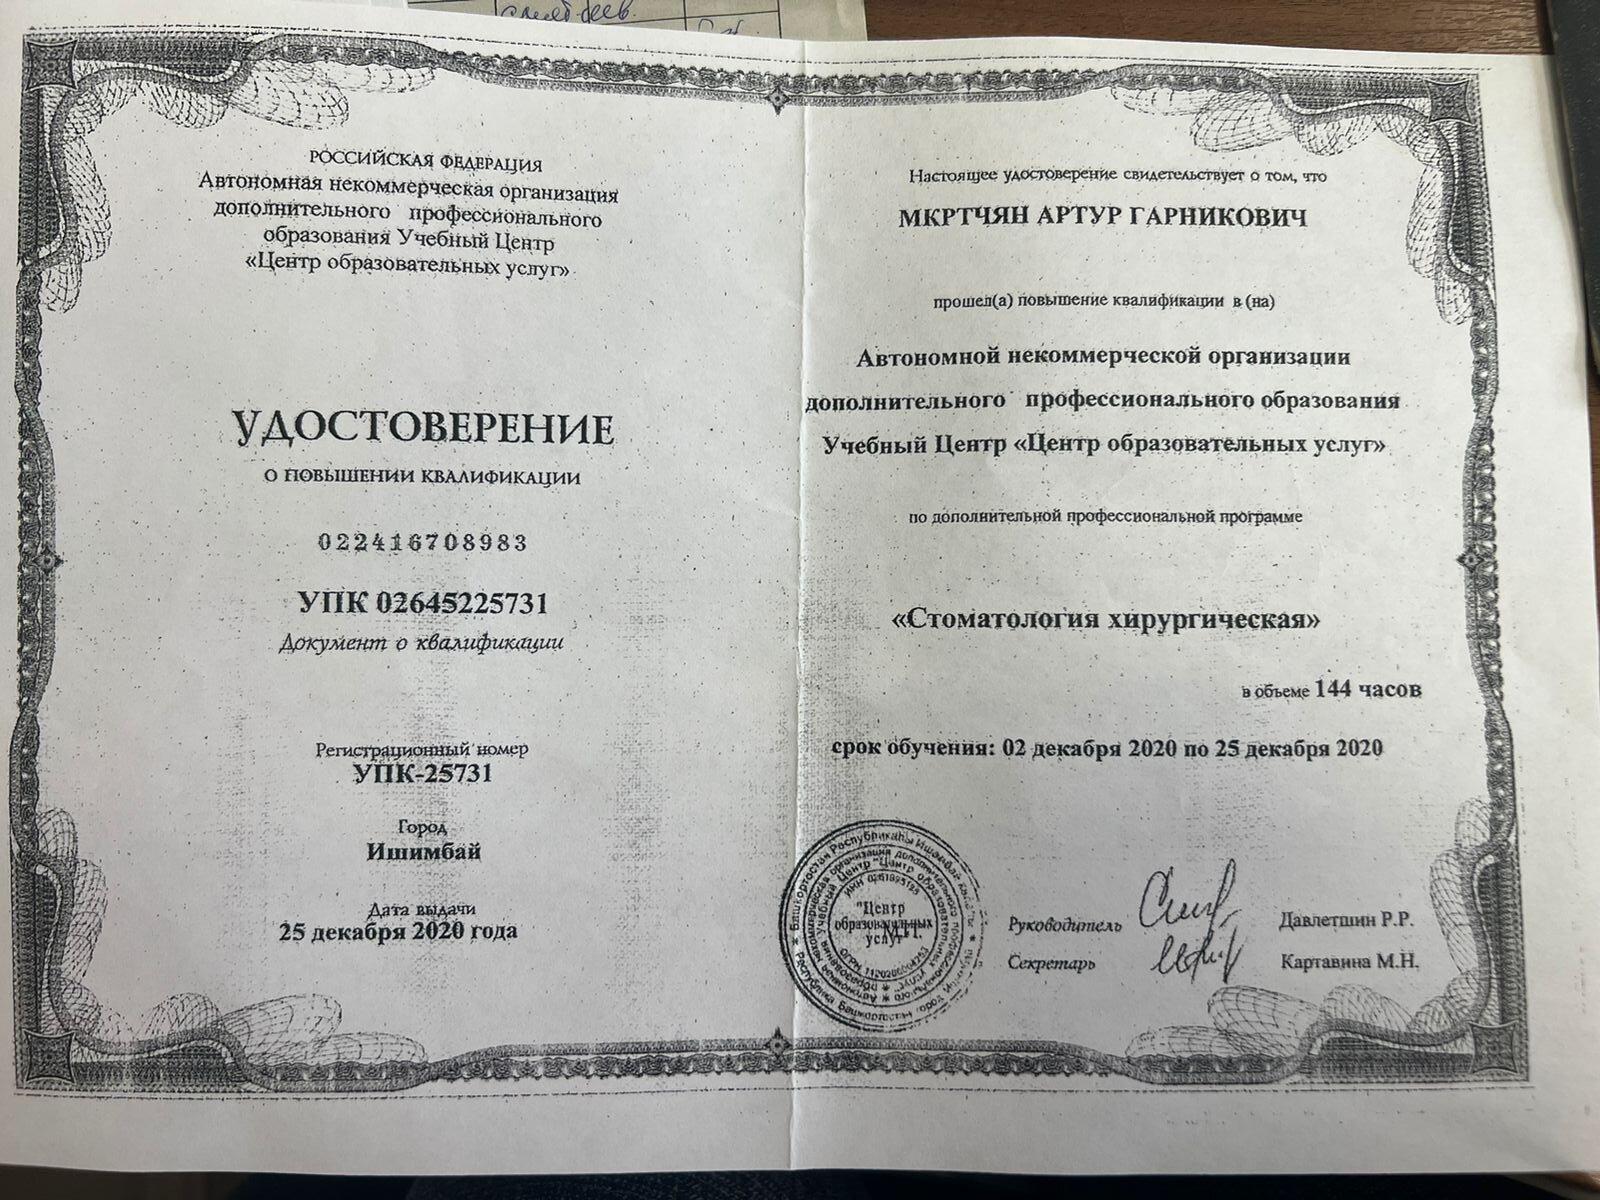 РОССИЙСКАЯ ФЕДЕРАЦИЯ
Автономная некоммерческая организация
дополнительного профессионального
образования Учебный Центр
«Центр образовательных услуг»
УДОСТОВЕРЕНИЕ
О ПОВЫШЕНИИ КВАЛИФИКАЦИИ
022416708983
УПК 02645225731
Документ о квалификации
Регистрационный номер
УПК-25731
Город
Ишимбай
Дата выдачи
25 декабря 2020 года
Настоящее удостоверение свидетельствует о том, что
МКРТЧЯН АРТУР ГАРНИКОВИЧ
прошел(а) повышение квалификации в (на)
Автономной некоммерческой организации
дополнительного профессионального образования
Учебный Центр «Центр образовательных услуг»
по дополнительной профессиональной программе
«Стоматология хирургическая»
в объеме 144 часов
срок обучения: 02 декабря 2020 по 25 декабря 2020
"Центр
образовательных
услуг"
М.П.
Руководитель Давлетшин Р.Р.
Секретарь Картавина М.Н.